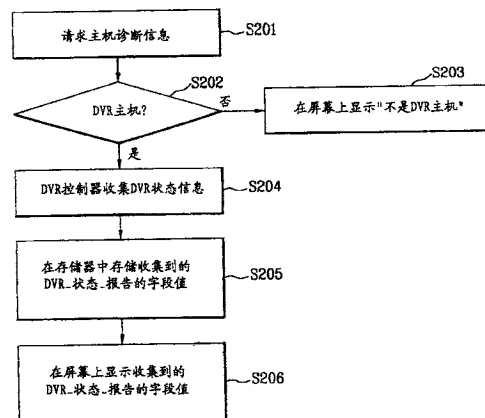 请求主机诊断信息
S201
DVR主机?
S202
否
S203
在屏幕上显示"不是DVR主机"
是
DVR控制器收集DVR状态信息
S204
在存储器中存储收集到的
DVR_状态_报告的字段值
S205
在屏幕上显示收集到的
DVR_状态_报告的字段值
S206